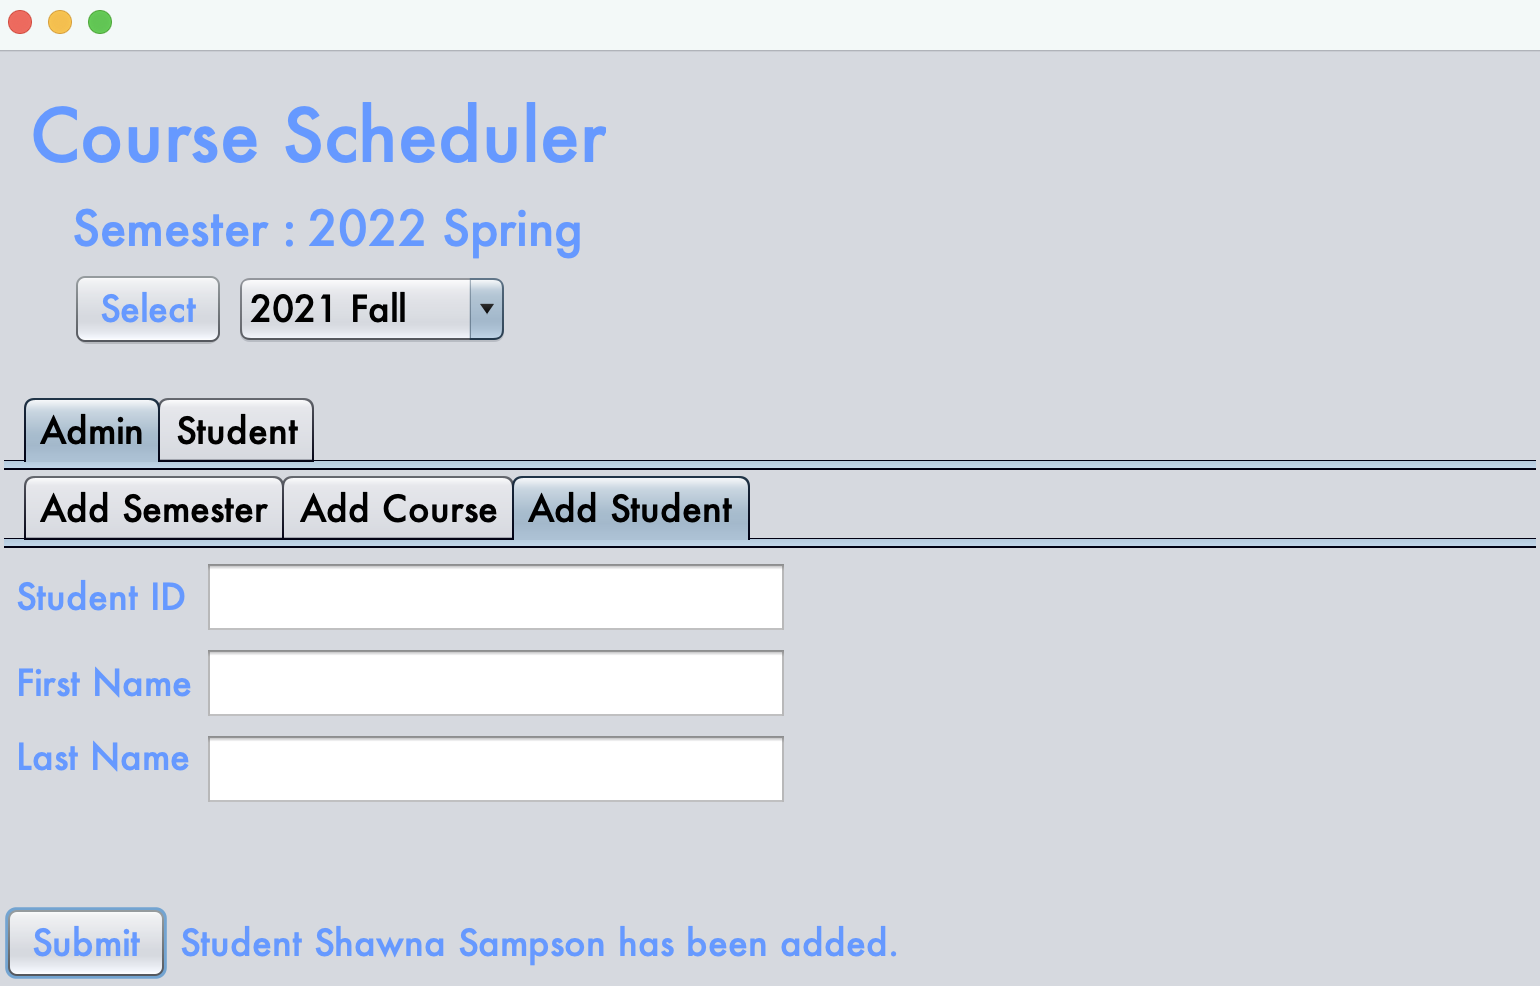 Course Scheduler
Semester : 2022 Spring
Select 2021 Fall
Admin Student
Add Semester Add Course Add Student
Student ID
First Name
Last Name
Submit Student Shawna Sampson has been added.